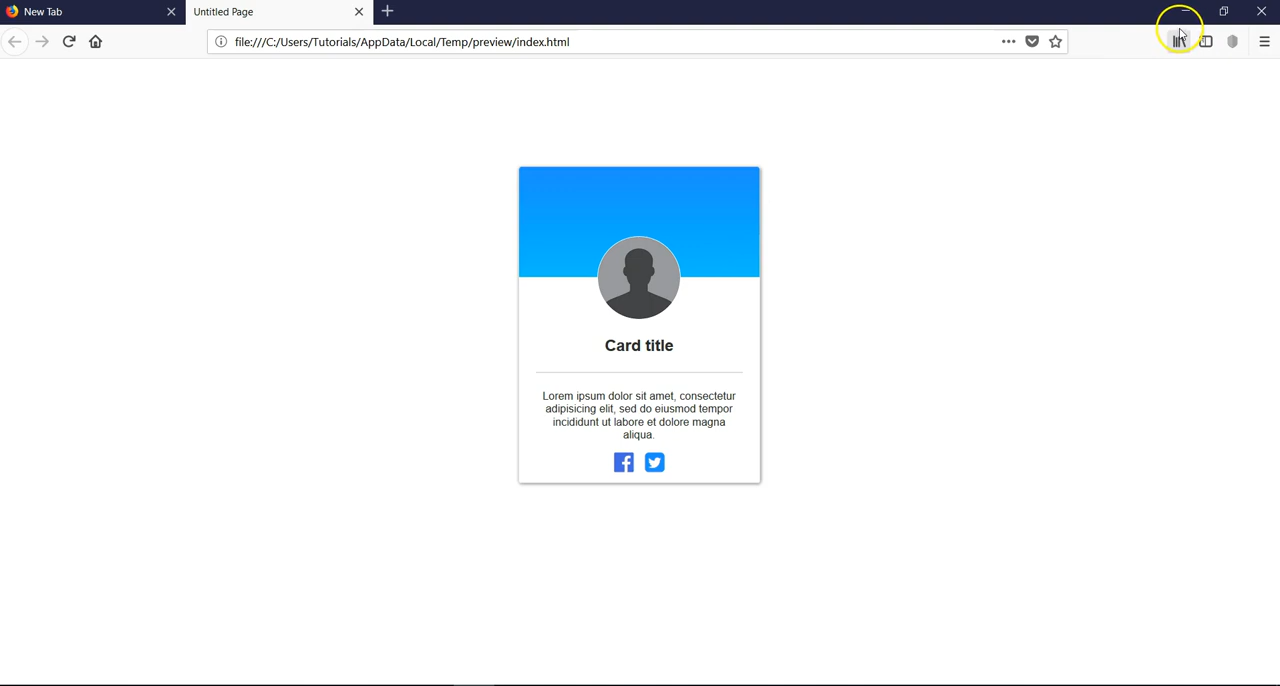 New Tab
Untitled Page
file:///C:/Users/Tutorials/AppData/Local/Temp/preview/index.html
Card title
Lorem ipsum dolor sit amet, consectetur
adipisicing elit, sed do eiusmod tempor
incididunt ut labore et dolore magna
aliqua.